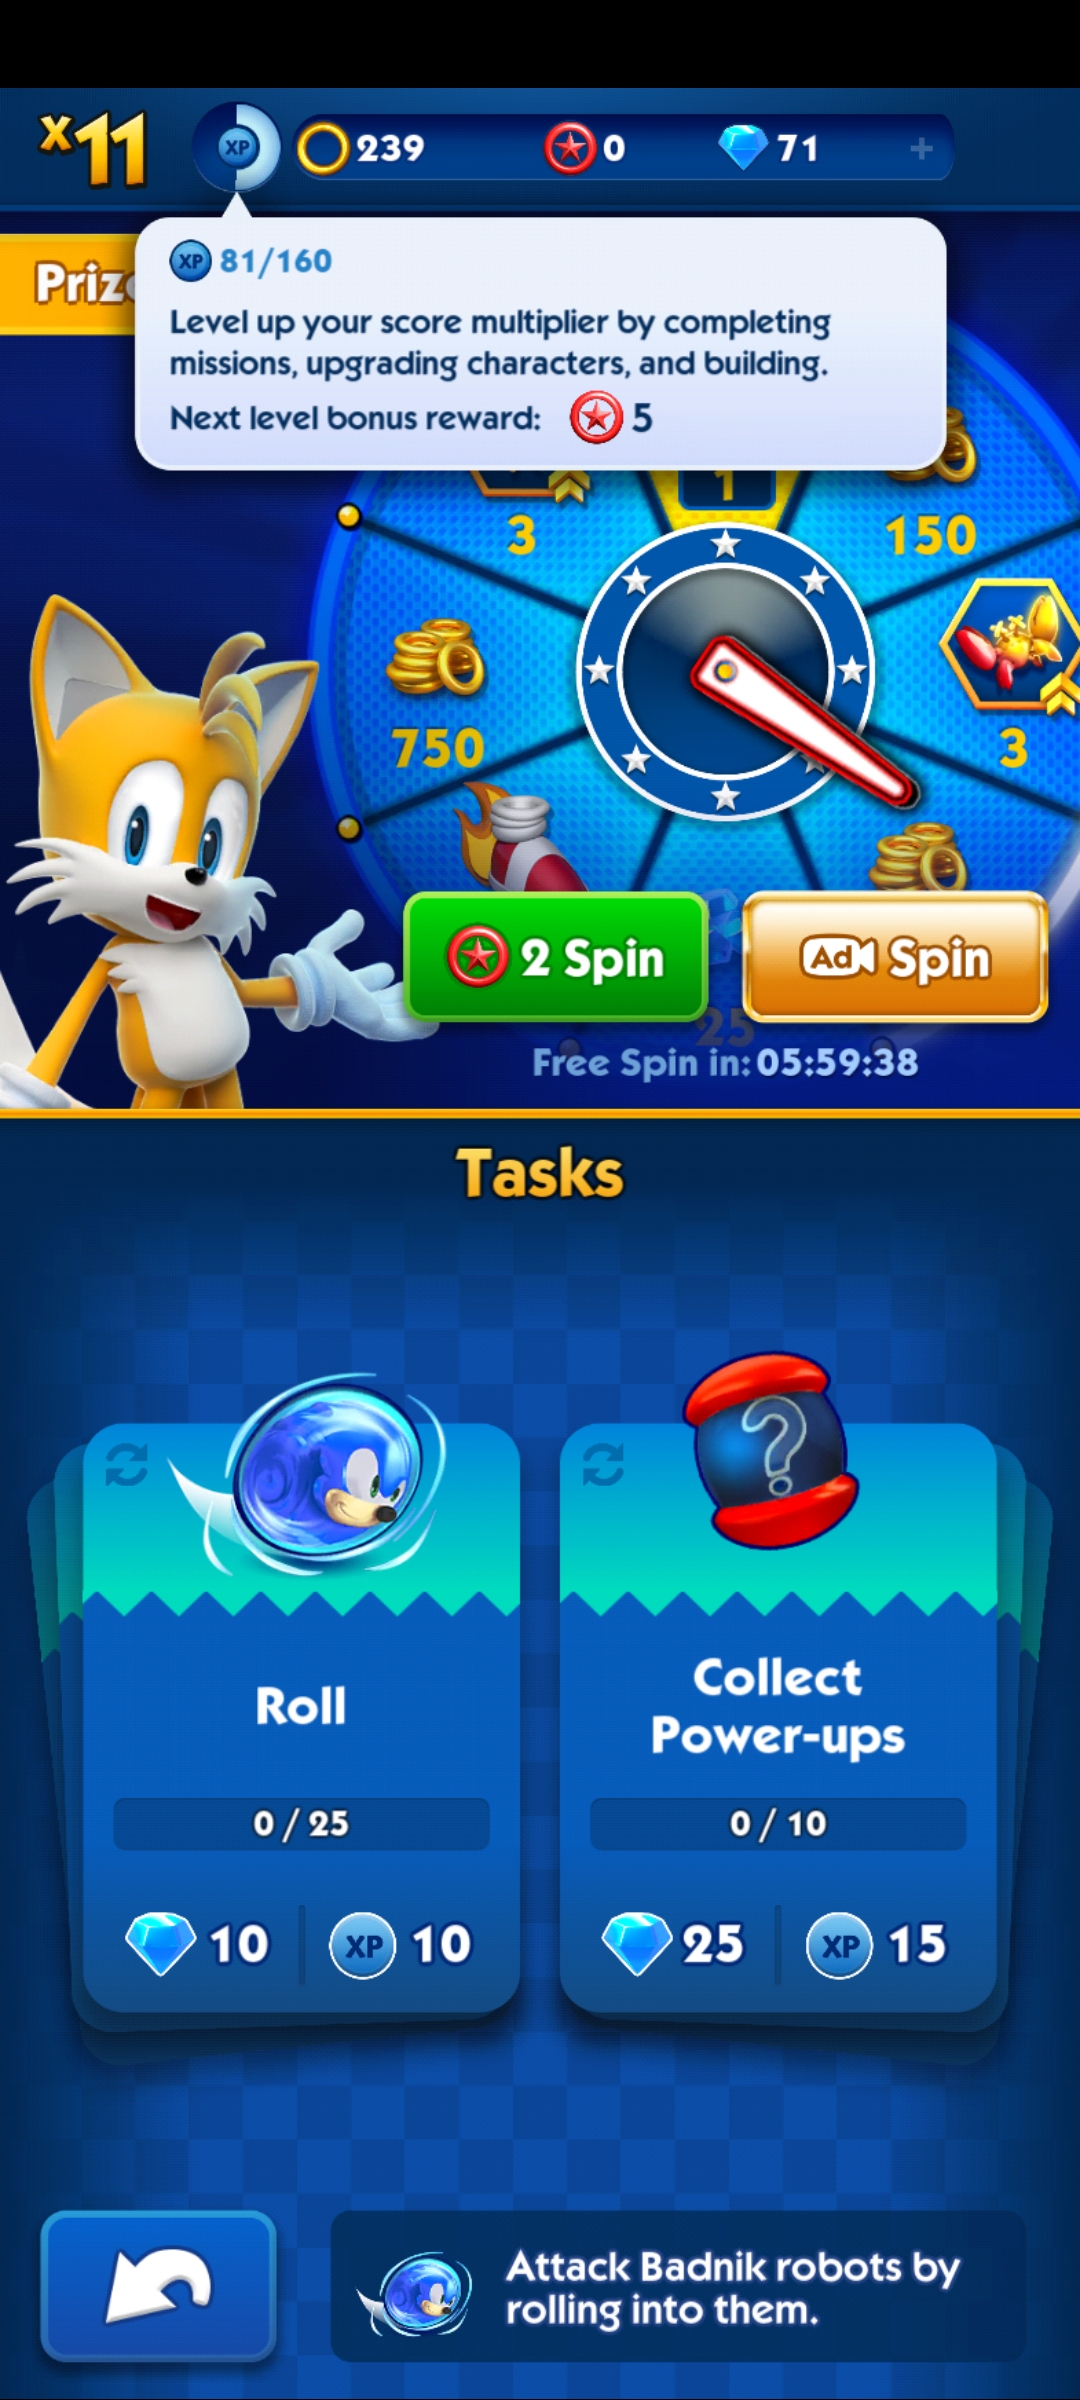 x11
XP
239
0
71
+
Priz
XP 81/160
Level up your score multiplier by completing
missions, upgrading characters, and building.
Next level bonus reward: 5
3
1
150
750
3
2 Spin
Ad Spin
25
Free Spin in: 05:59:38
Tasks
?
Roll
Collect
Power-ups
0 / 25
0 / 10
10
XP 10
25
XP 15
Attack Badnik robots by
rolling into them.